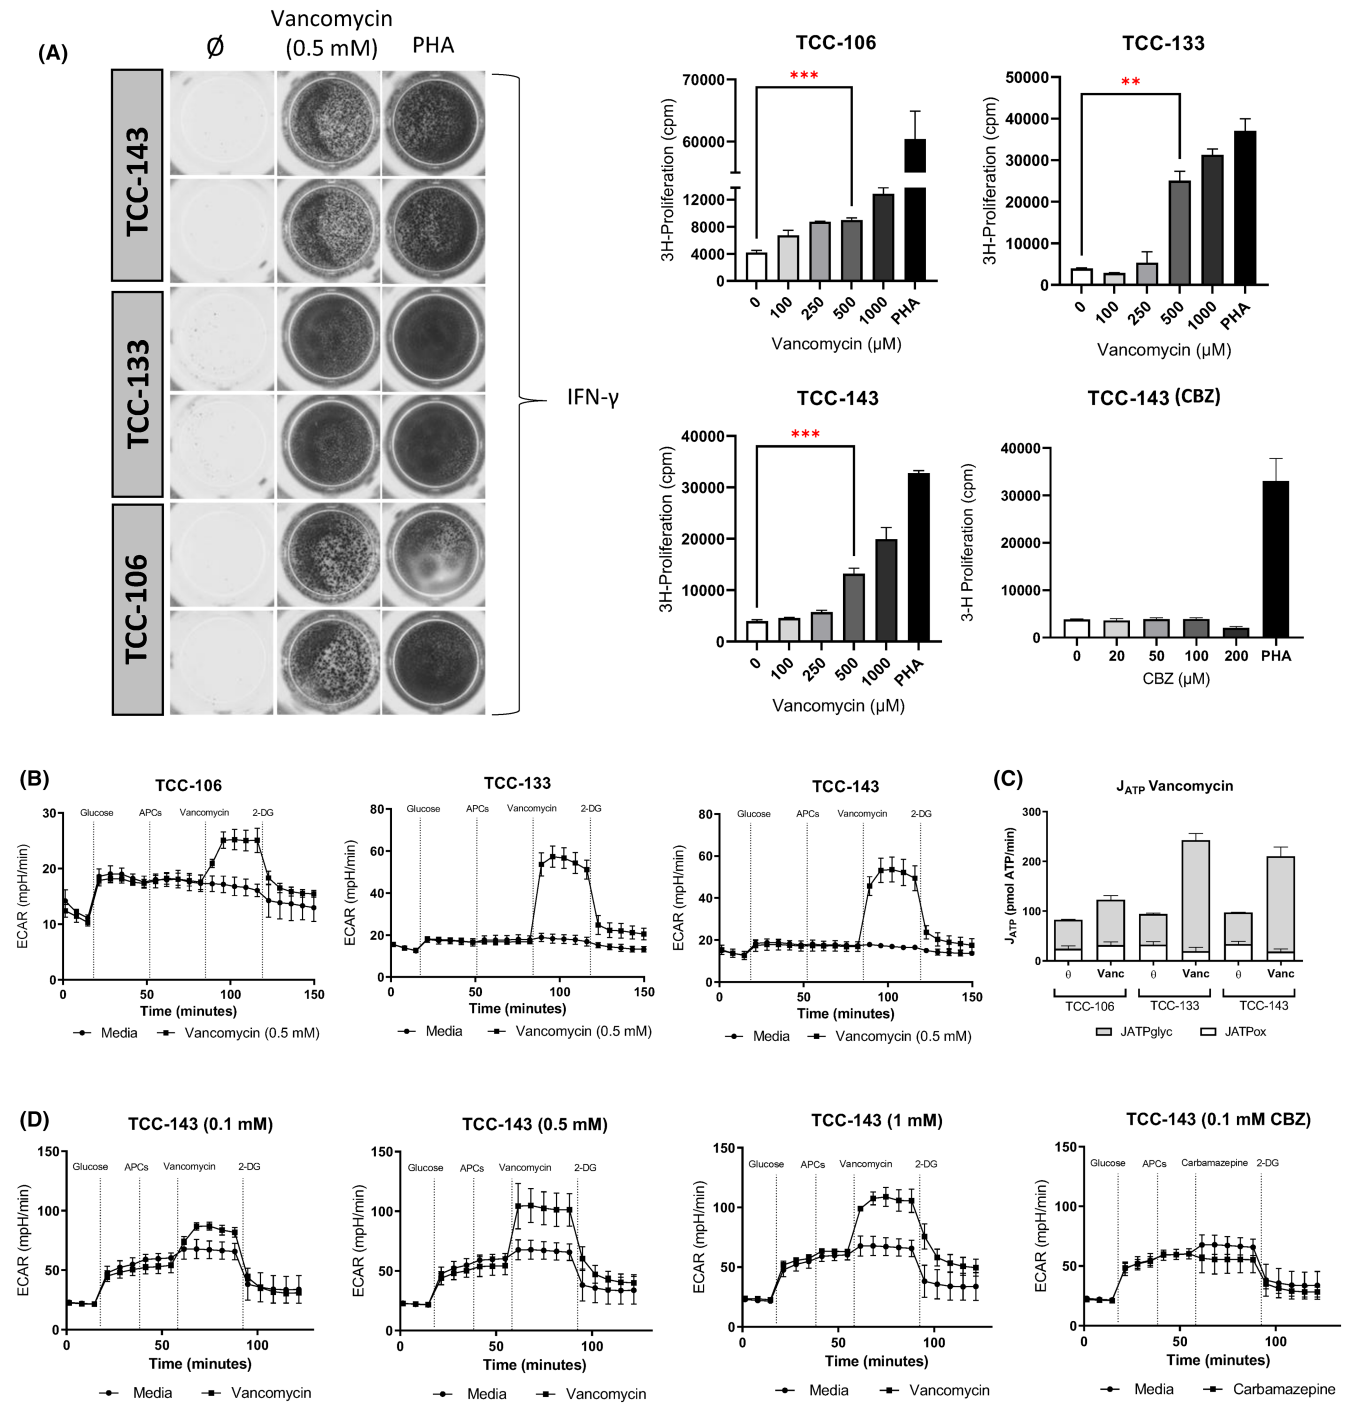 (A)
Ø
Vancomycin
(0.5 mM)
PHA
TCC-143
TCC-133
TCC-106
IFN-γ
TCC-106
3H-Proliferation (cpm)
70000
60000
12000
8000
4000
0
***
0
100
250
500
1000
PHA
Vancomycin (µM)
TCC-133
3H-Proliferation (cpm)
50000
40000
30000
20000
10000
0
**
0
100
250
500
1000
PHA
Vancomycin (µM)
TCC-143
3H-Proliferation (cpm)
40000
30000
20000
10000
0
***
0
100
250
500
1000
PHA
Vancomycin (µM)
TCC-143 (CBZ)
3-H Proliferation (cpm)
40000
30000
20000
10000
0
0
20
50
100
200
PHA
CBZ (µM)
(B)
TCC-106
Glucose
APCs
Vancomycin
2-DG
ECAR (mpH/min)
30
20
10
0
0
50
100
150
Time (minutes)
Media
Vancomycin (0.5 mM)
TCC-133
Glucose
APCs
Vancomycin
2-DG
ECAR (mpH/min)
80
60
40
20
0
0
50
100
150
Time (minutes)
Media
Vancomycin (0.5 mM)
TCC-143
Glucose
APCs
Vancomycin
2-DG
ECAR (mpH/min)
80
60
40
20
0
0
50
100
150
Time (minutes)
Media
Vancomycin (0.5 mM)
(C)
JATP Vancomycin
JATP (pmol ATP/min)
300
200
100
0
θ
Vanc
θ
Vanc
θ
Vanc
TCC-106
TCC-133
TCC-143
JATPglyc
JATPox
(D)
TCC-143 (0.1 mM)
Glucose
APCs
Vancomycin
2-DG
ECAR (mpH/min)
150
100
50
0
0
50
100
Time (minutes)
Media
Vancomycin
TCC-143 (0.5 mM)
Glucose
APCs
Vancomycin
2-DG
ECAR (mpH/min)
150
100
50
0
0
50
100
Time (minutes)
Media
Vancomycin
TCC-143 (1 mM)
Glucose
APCs
Vancomycin
2-DG
ECAR (mpH/min)
150
100
50
0
0
50
100
Time (minutes)
Media
Vancomycin
TCC-143 (0.1 mM CBZ)
Glucose
APCs
Carbamazepine
2-DG
ECAR (mpH/min)
150
100
50
0
0
50
100
Time (minutes)
Media
Carbamazepine